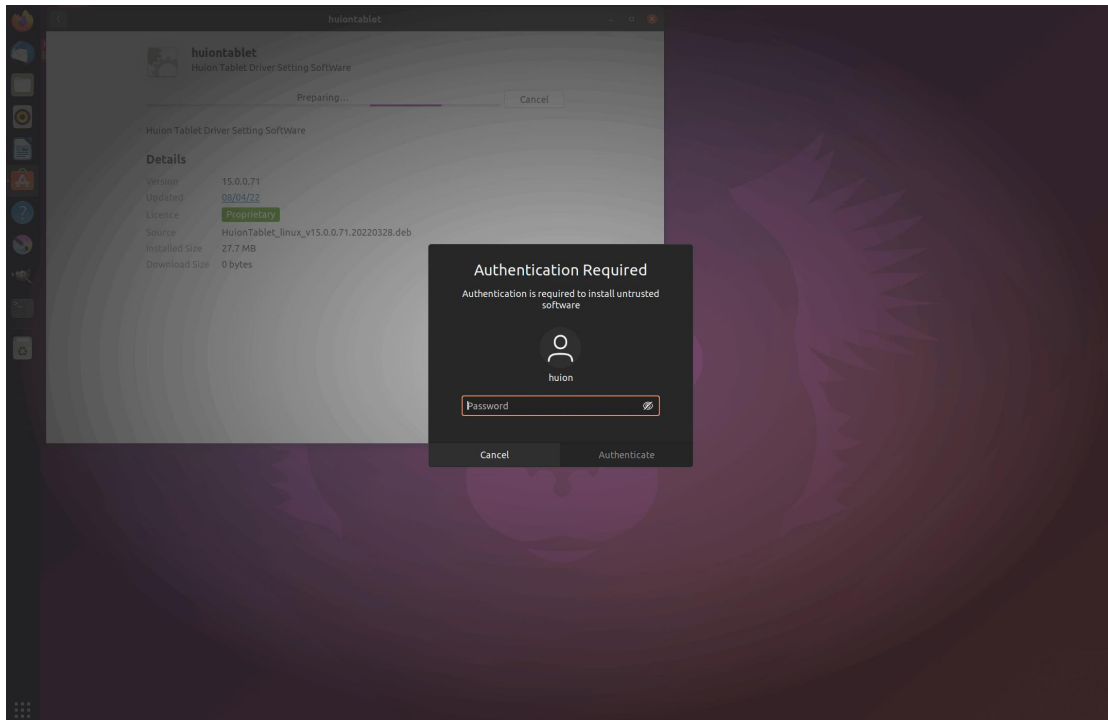 huiontablet
huiontablet
Huion Tablet Driver Setting SoftWare
Preparing...
Cancel
Huion Tablet Driver Setting SoftWare
Details
Version 15.0.0.71
Updated 08/04/22
Licence Proprietary
Source HuionTablet_linux_v15.0.0.71.20220328.deb
Installed Size 27.7 MB
Download Size 0 bytes
Authentication Required
Authentication is required to install untrusted
software
huion
Password
Cancel Authenticate